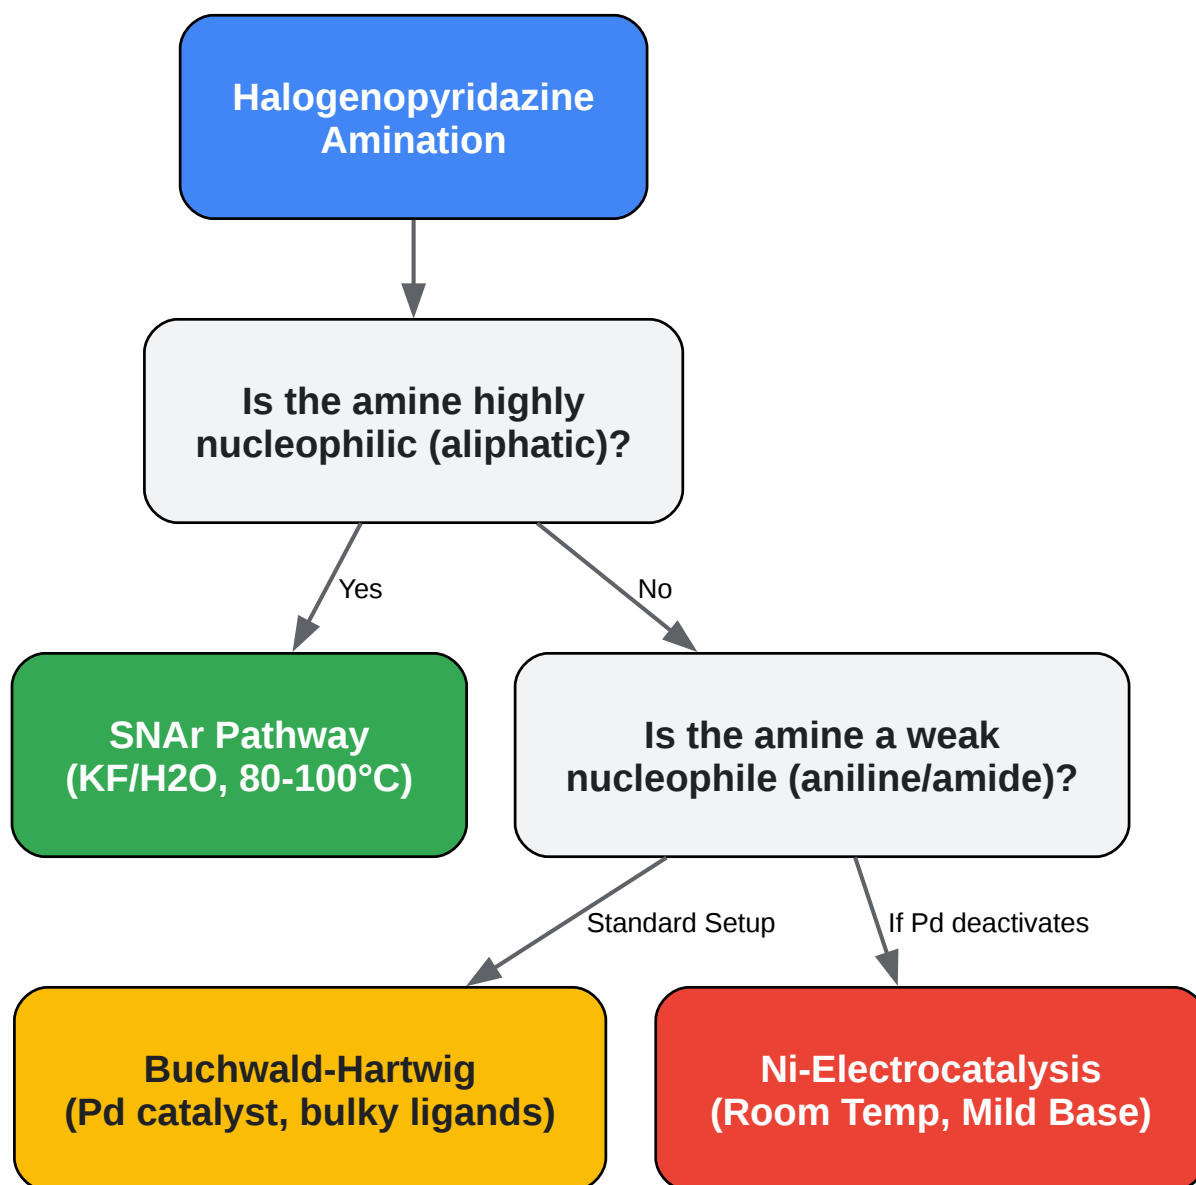 Halogenopyridazine
Amination
Is the amine highly
nucleophilic (aliphatic)?
Yes
No
SNAr Pathway
(KF/H2O, 80-100°C)
Is the amine a weak
nucleophile (aniline/amide)?
Standard Setup
If Pd deactivates
Buchwald-Hartwig
(Pd catalyst, bulky ligands)
Ni-Electrocatalysis
(Room Temp, Mild Base)